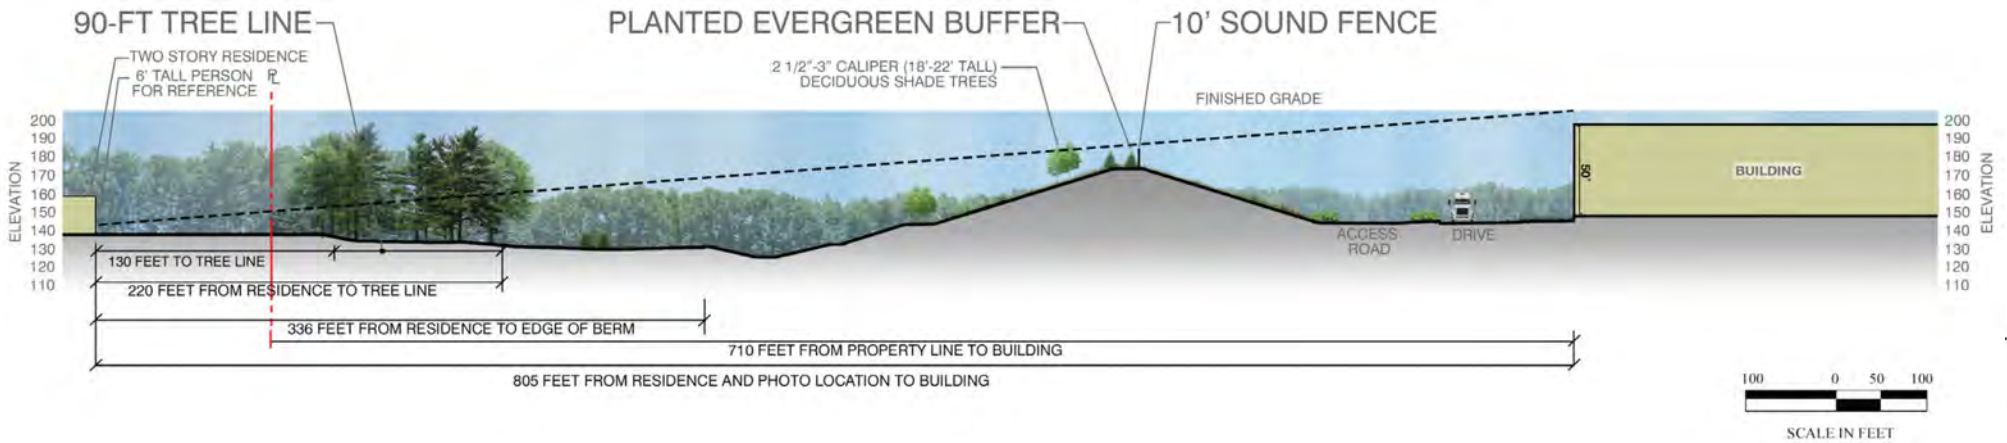 90-FT TREE LINE
PLANTED EVERGREEN BUFFER
10' SOUND FENCE
TWO STORY RESIDENCE
6' TALL PERSON
FOR REFERENCE
PL
2 1/2"-3" CALIPER (18'-22' TALL)
DECIDUOUS SHADE TREES
FINISHED GRADE
ELEVATION
200
190
180
170
160
150
140
130
120
110
200
190
180
170
160
150
140
130
120
110
ELEVATION
50'
BUILDING
ACCESS
ROAD
DRIVE
130 FEET TO TREE LINE
220 FEET FROM RESIDENCE TO TREE LINE
336 FEET FROM RESIDENCE TO EDGE OF BERM
710 FEET FROM PROPERTY LINE TO BUILDING
805 FEET FROM RESIDENCE AND PHOTO LOCATION TO BUILDING
100 0 50 100
SCALE IN FEET